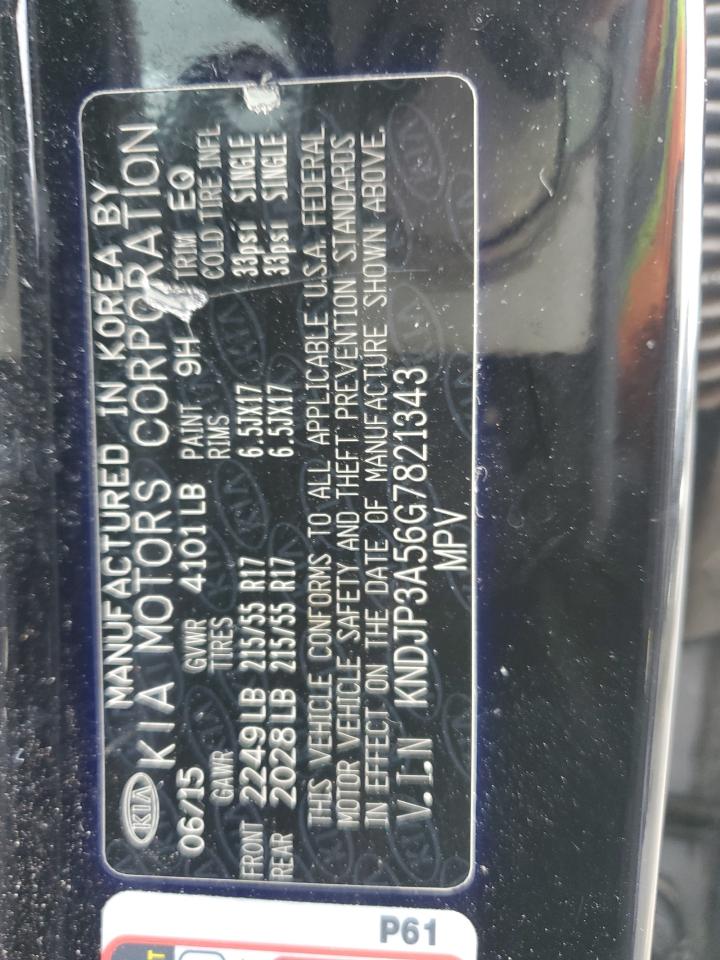 MANUFACTURED IN KOREA BY
KIA KIA MOTORS CORPORATION
06/15 GVWR 4101LB PAINT 9H TRIM EQ
GAWR TIRES RIMS COLD TIRE INFL
FRONT 2249LB 215/55 R17 6.5JX17 33psi SINGLE
REAR 2028LB 215/55 R17 6.5JX17 33psi SINGLE
THIS VEHICLE CONFORMS TO ALL APPLICABLE U.S.A. FEDERAL
MOTOR VEHICLE SAFETY AND THEFT PREVENTION STANDARDS
IN EFFECT ON THE DATE OF MANUFACTURE SHOWN ABOVE.
V.I.N KNDJP3A56G7821343
MPV
P61